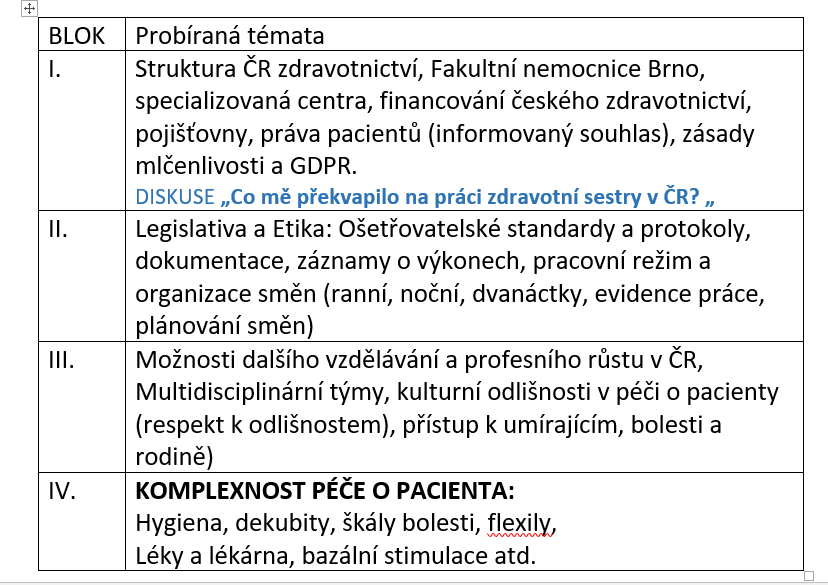 BLOK Probíraná témata
I. Struktura ČR zdravotnictví, Fakultní nemocnice Brno,
specializovaná centra, financování českého zdravotnictví,
pojišťovny, práva pacientů (informovaný souhlas), zásady
mlčenlivosti a GDPR.
DISKUSE „Co mě překvapilo na práci zdravotní sestry v ČR? „
II. Legislativa a Etika: Ošetřovatelské standardy a protokoly,
dokumentace, záznamy o výkonech, pracovní režim a
organizace směn (ranní, noční, dvanáctky, evidence práce,
plánování směn)
III. Možnosti dalšího vzdělávání a profesního růstu v ČR,
Multidisciplinární týmy, kulturní odlišnosti v péči o pacienty
(respekt k odlišnostem), přístup k umírajícím, bolesti a
rodině)
IV. KOMPLEXNOST PÉČE O PACIENTA:
Hygiena, dekubity, škály bolesti, flexily,
Léky a lékárna, bazální stimulace atd.